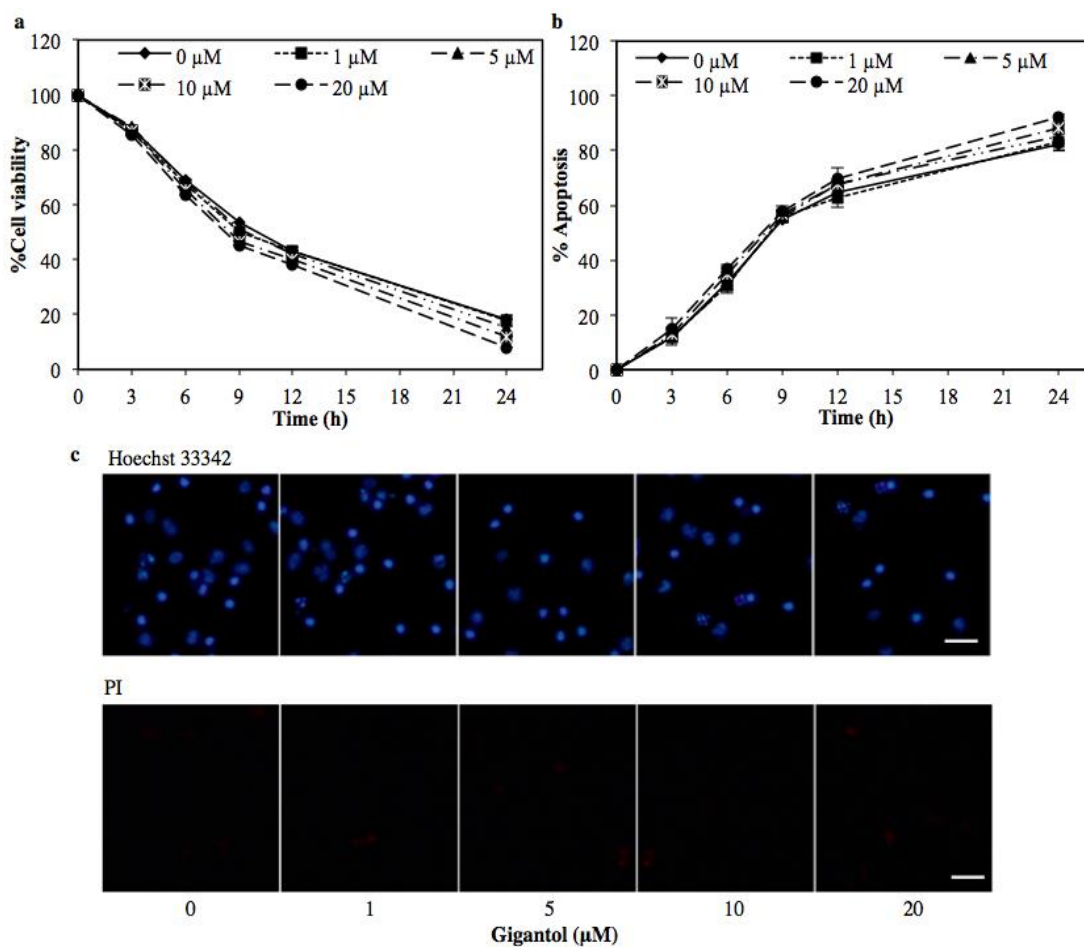 a
120
100
80
60
40
20
0
%Cell viability
0 µM 1 µM 5 µM
10 µM 20 µM
0 3 6 9 12 15 18 21 24
Time (h)
b
120
100
80
60
40
20
0
% Apoptosis
0 µM 1 µM 5 µM
10 µM 20 µM
0 3 6 9 12 15 18 21 24
Time (h)
c Hoechst 33342
PI
0 1 5 10 20
Gigantol (µM)